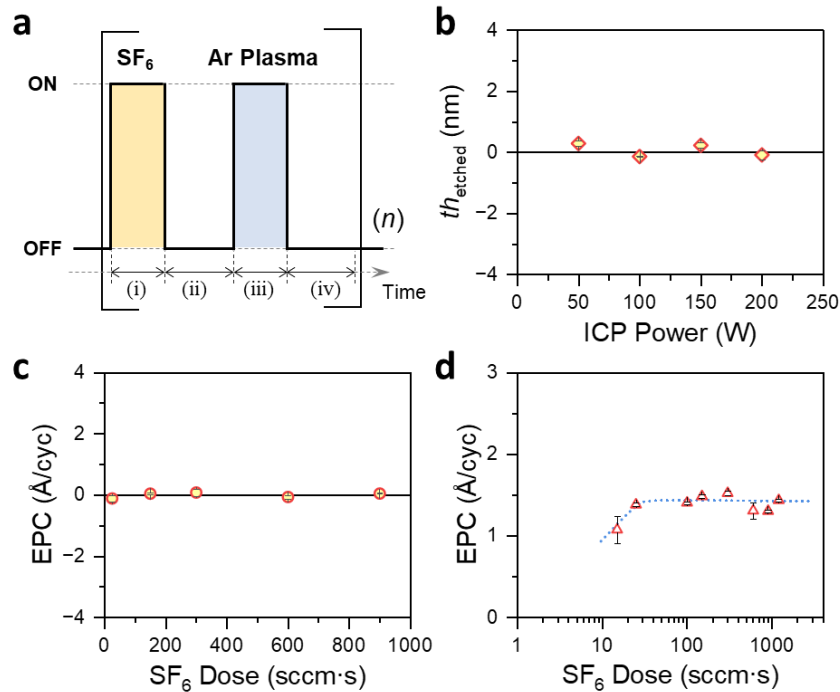 a
SF6 Ar Plasma
ON
OFF
(n)
(i) (ii) (iii) (iv) Time
b
4
2
0
−2
−4
th_etched (nm)
0 50 100 150 200 250
ICP Power (W)
c
4
2
0
−2
−4
EPC (Å/cyc)
0 200 400 600 800 1000
SF6 Dose (sccm·s)
d
3
2
1
0
EPC (Å/cyc)
1 10 100 1000
SF6 Dose (sccm·s)